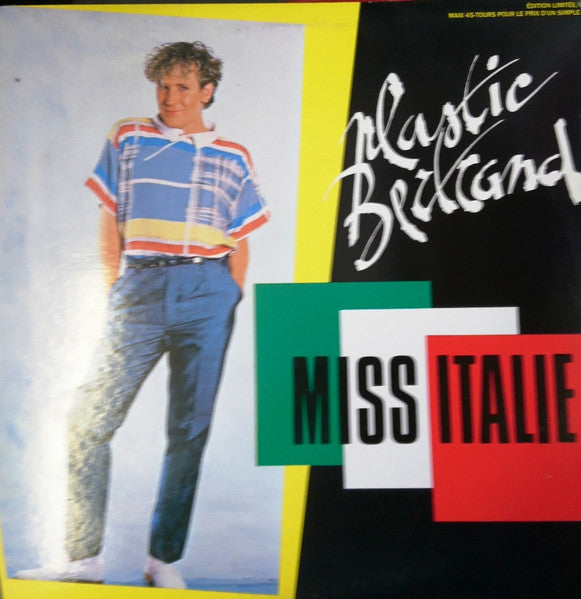 ÉDITION LIMITÉE
MAXI 45-TOURS POUR LE PRIX D'UN SIMPLE
Plastic
Bertrand
MISS ITALIE